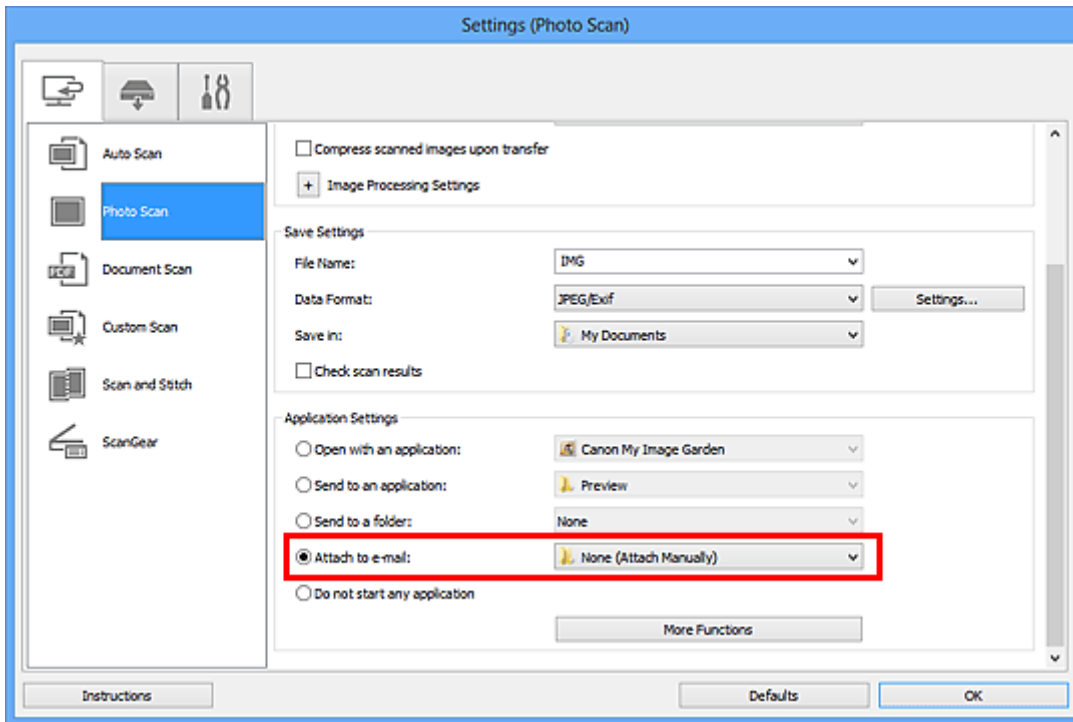 Settings (Photo Scan)
Auto Scan
Photo Scan
Document Scan
Custom Scan
Scan and Stitch
ScanGear
Compress scanned images upon transfer
+ Image Processing Settings
Save Settings
File Name: IMG
Data Format: JPEG/Exif Settings...
Save in: My Documents
Check scan results
Application Settings
Open with an application: Canon My Image Garden
Send to an application: Preview
Send to a folder: None
Attach to e-mail: None (Attach Manually)
Do not start any application
More Functions
Instructions Defaults OK